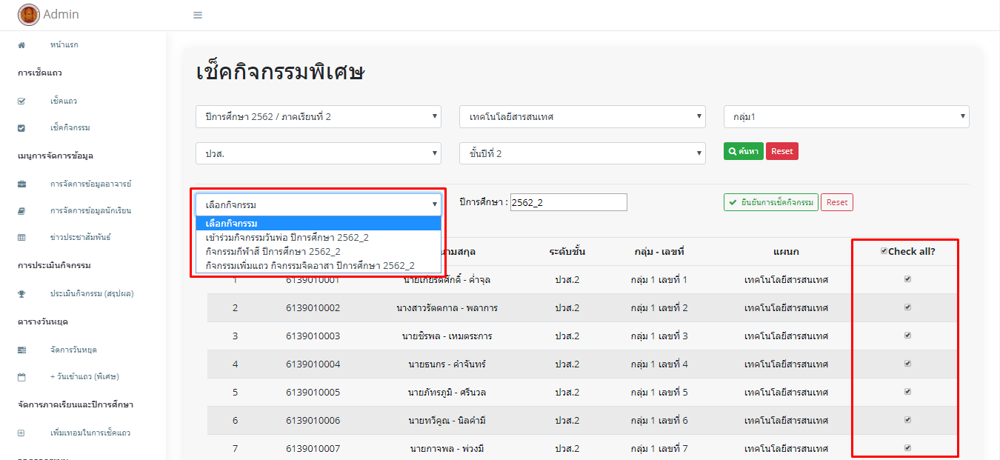 Admin
หน้าแรก
การเช็คแถว
เช็คแถว
เช็คกิจกรรม
เมนูการจัดการข้อมูล
การจัดการข้อมูลอาจารย์
การจัดการข้อมูลนักเรียน
ข่าวประชาสัมพันธ์
การประเมินกิจกรรม
ประเมินกิจกรรม (สรุปผล)
ตารางวันหยุด
จัดการวันหยุด
+ วันเข้าแถว (พิเศษ)
จัดการภาคเรียนและปีการศึกษา
เพิ่มเทอมในการเช็คแถว
เช็คกิจกรรมพิเศษ
ปีการศึกษา 2562 / ภาคเรียนที่ 2 เทคโนโลยีสารสนเทศ กลุ่ม1
ปวส. ชั้นปีที่ 2 ค้นหา Reset
เลือกกิจกรรม ปีการศึกษา : 2562_2 ยืนยันการเช็คกิจกรรม Reset
เลือกกิจกรรม
เข้าร่วมกิจกรรมวันพ่อ ปีการศึกษา 2562_2
กิจกรรมกีฬาสี ปีการศึกษา 2562_2
กิจกรรมเพิ่มแถว กิจกรรมจิตอาสา ปีการศึกษา 2562_2
นามสกุล ระดับชั้น กลุ่ม - เลขที่ แผนก Check all?
1 6139010001 นายเกียรติศักดิ์ - ค่ำจุล ปวส.2 กลุ่ม 1 เลขที่ 1 เทคโนโลยีสารสนเทศ
2 6139010002 นางสาวรัตตกาล - พลาการ ปวส.2 กลุ่ม 1 เลขที่ 2 เทคโนโลยีสารสนเทศ
3 6139010003 นายชิรพล - เหมตระการ ปวส.2 กลุ่ม 1 เลขที่ 3 เทคโนโลยีสารสนเทศ
4 6139010004 นายธนกร - คำจันทร์ ปวส.2 กลุ่ม 1 เลขที่ 4 เทคโนโลยีสารสนเทศ
5 6139010005 นายภัทรภูมิ - ศรีนวล ปวส.2 กลุ่ม 1 เลขที่ 5 เทคโนโลยีสารสนเทศ
6 6139010006 นายทวีคูณ - นิลคำมี ปวส.2 กลุ่ม 1 เลขที่ 6 เทคโนโลยีสารสนเทศ
7 6139010007 นายกาจพล - พ่วงมี ปวส.2 กลุ่ม 1 เลขที่ 7 เทคโนโลยีสารสนเทศ